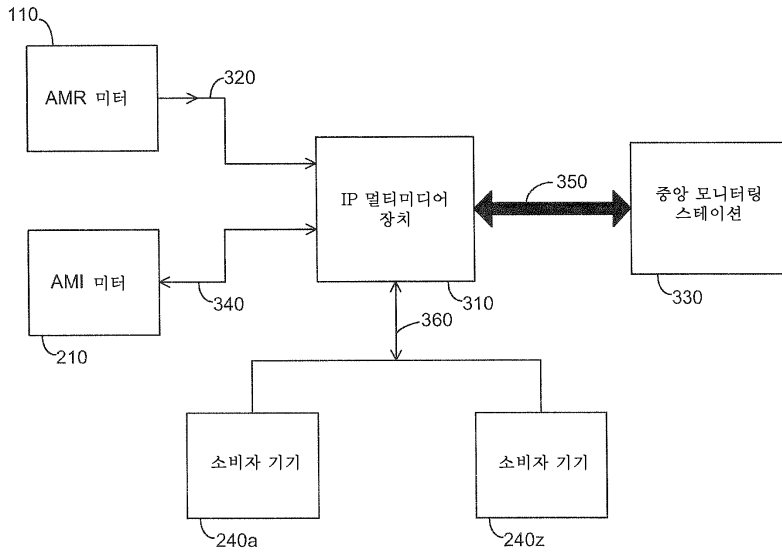 110
AMR 미터
320
IP 멀티미디어
장치
350
중앙 모니터링
스테이션
AMI 미터
340
210
310
330
360
소비자 기기
소비자 기기
240a
240z